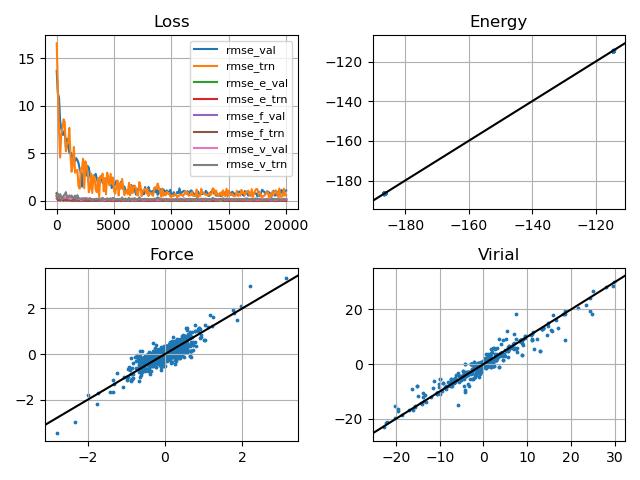 Loss
15
10
5
0
0 5000 10000 15000 20000
rmse_val
rmse_trn
rmse_e_val
rmse_e_trn
rmse_f_val
rmse_f_trn
rmse_v_val
rmse_v_trn
Energy
−120
−140
−160
−180
−180 −160 −140 −120
Force
2
0
−2
−2 0 2
Virial
20
0
−20
−20 −10 0 10 20 30